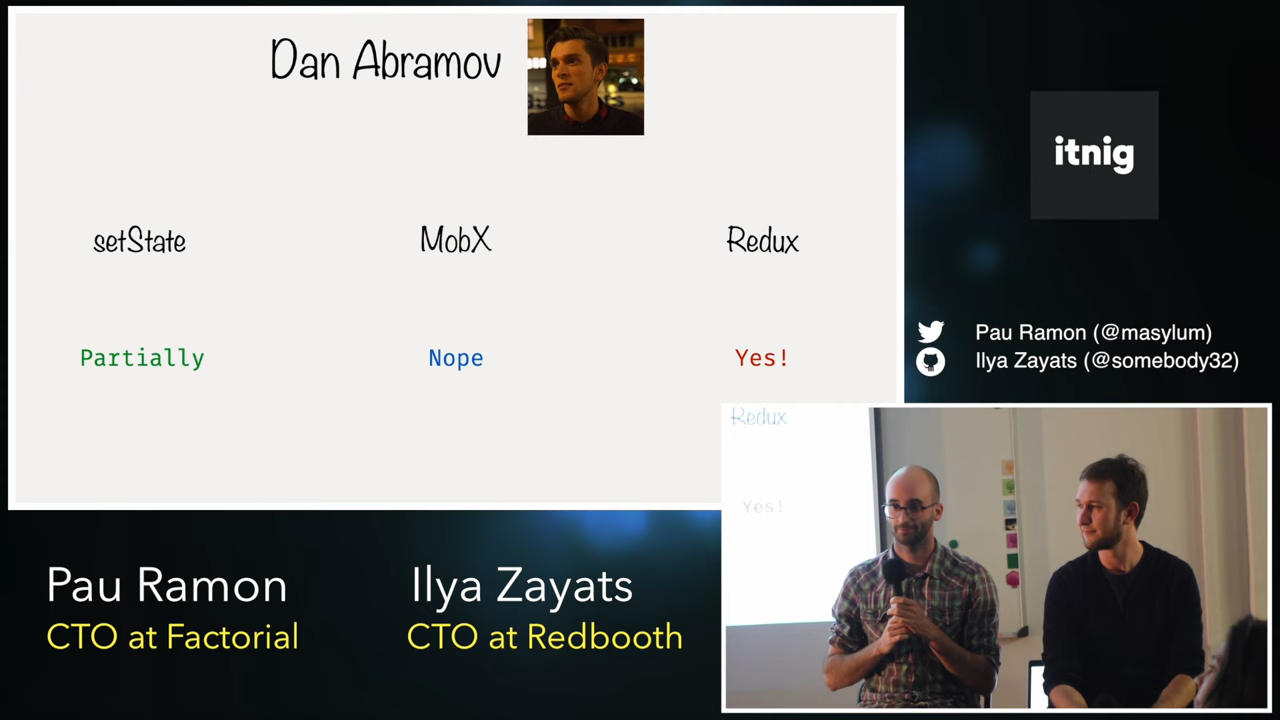 Dan Abramov
setState MobX Redux
Partially Nope Yes!
itnig
Pau Ramon (@masylum)
Ilya Zayats (@somebody32)
Redux
Yes!
Pau Ramon Ilya Zayats
CTO at Factorial CTO at Redbooth